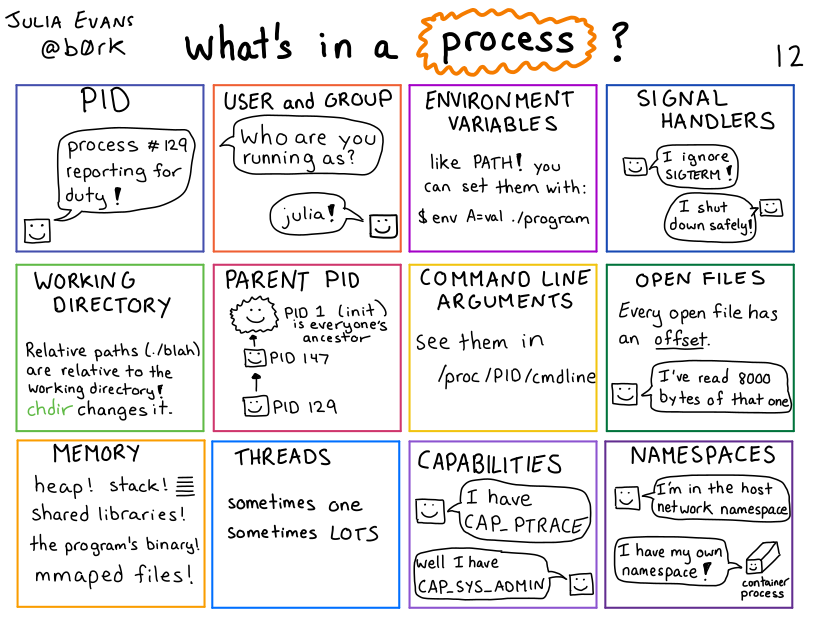 JULIA EVANS
@b0rk
what's in a process?
12
PID
process #129
reporting for
duty!
USER and GROUP
Who are you
running as?
julia!
ENVIRONMENT
VARIABLES
like PATH! you
can set them with:
$ env A=val ./program
SIGNAL
HANDLERS
I ignore
SIGTERM!
I shut
down safely!
WORKING
DIRECTORY
Relative paths (./blah)
are relative to the
working directory!
chdir changes it.
PARENT PID
PID 1 (init)
is everyone's
ancestor
PID 147
PID 129
COMMAND LINE
ARGUMENTS
see them in
/proc/PID/cmdline
OPEN FILES
Every open file has
an offset.
I've read 8000
bytes of that one
MEMORY
heap! stack!
shared libraries!
the program's binary!
mmaped files!
THREADS
sometimes one
sometimes LOTS
CAPABILITIES
I have
CAP_PTRACE
well I have
CAP_SYS_ADMIN
NAMESPACES
I'm in the host
network namespace
I have my own
namespace!
container
process